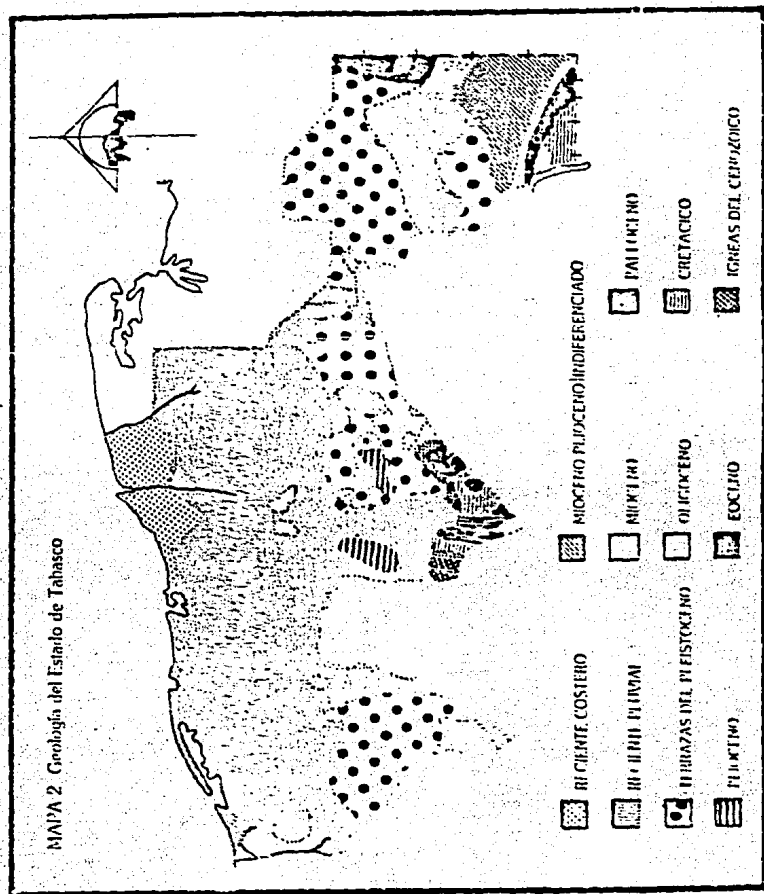 MAPA 2 Geología del Estado de Tabasco
RECIENTE COSTERO
RECIENTE PLUVIAL
TERRAZAS DEL PLEISTOCENO
PLIOCENO
MIOCENO PLIOCENO INDIFERENCIADO
MIOCENO
OLIGOCENO
EOCENO
PALEOCENO
CRETACICO
IGNEAS DEL CENOZOICO